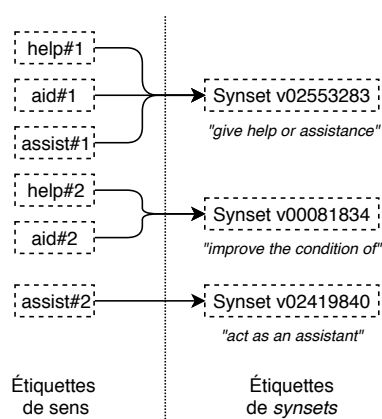 help#1
aid#1
assist#1
help#2
aid#2
assist#2
Synset v02553283
"give help or assistance"
Synset v00081834
"improve the condition of"
Synset v02419840
"act as an assistant"
Étiquettes
de sens
Étiquettes
de synsets